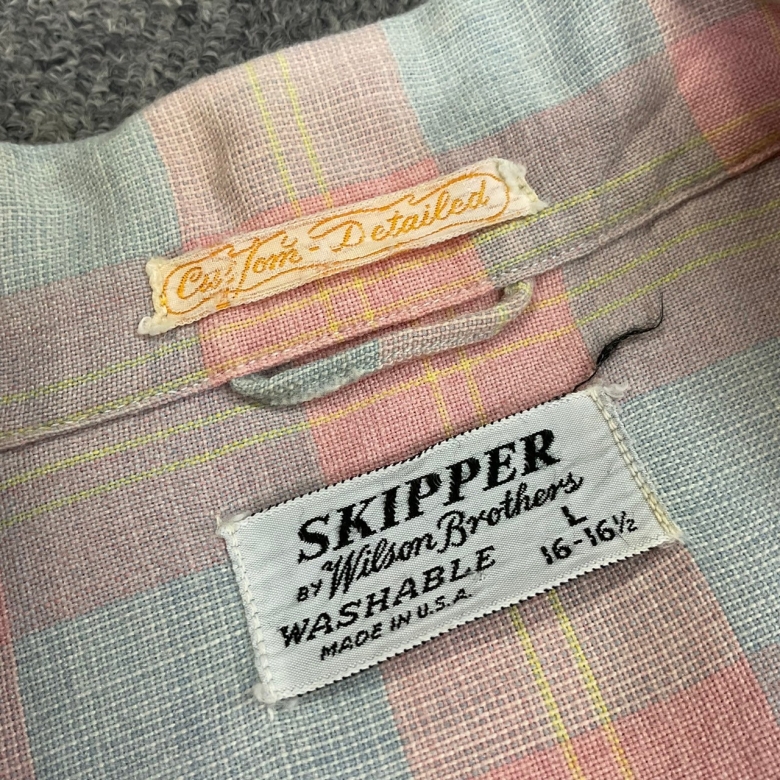 Custom-Detailed
SKIPPER
BY Wilson Brothers
WASHABLE
MADE IN U.S.A.
L
16-16½